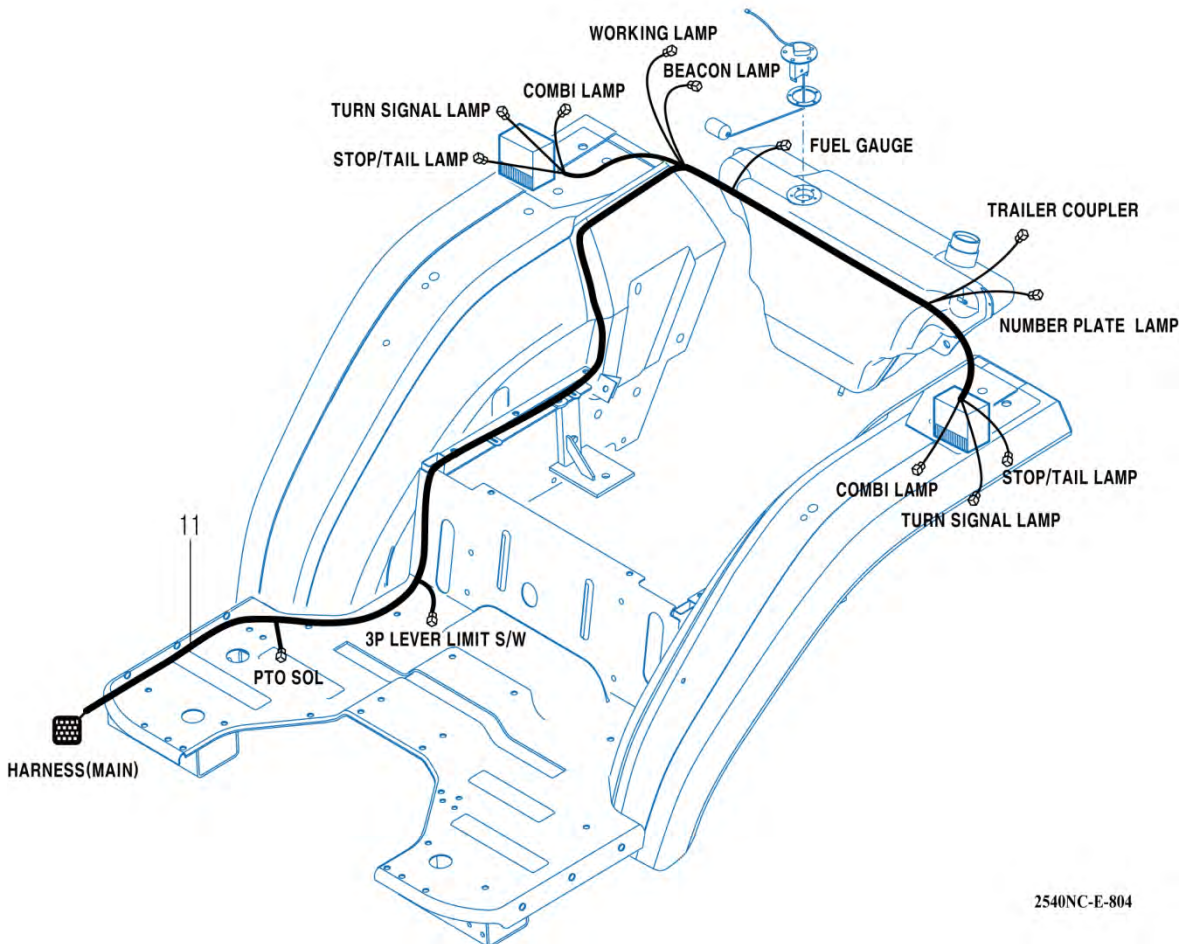 WORKING LAMP
BEACON LAMP
COMBI LAMP
TURN SIGNAL LAMP
STOP/TAIL LAMP
FUEL GAUGE
TRAILER COUPLER
NUMBER PLATE LAMP
COMBI LAMP
STOP/TAIL LAMP
TURN SIGNAL LAMP
11
3P LEVER LIMIT S/W
PTO SOL
HARNESS(MAIN)
2540NC-E-804